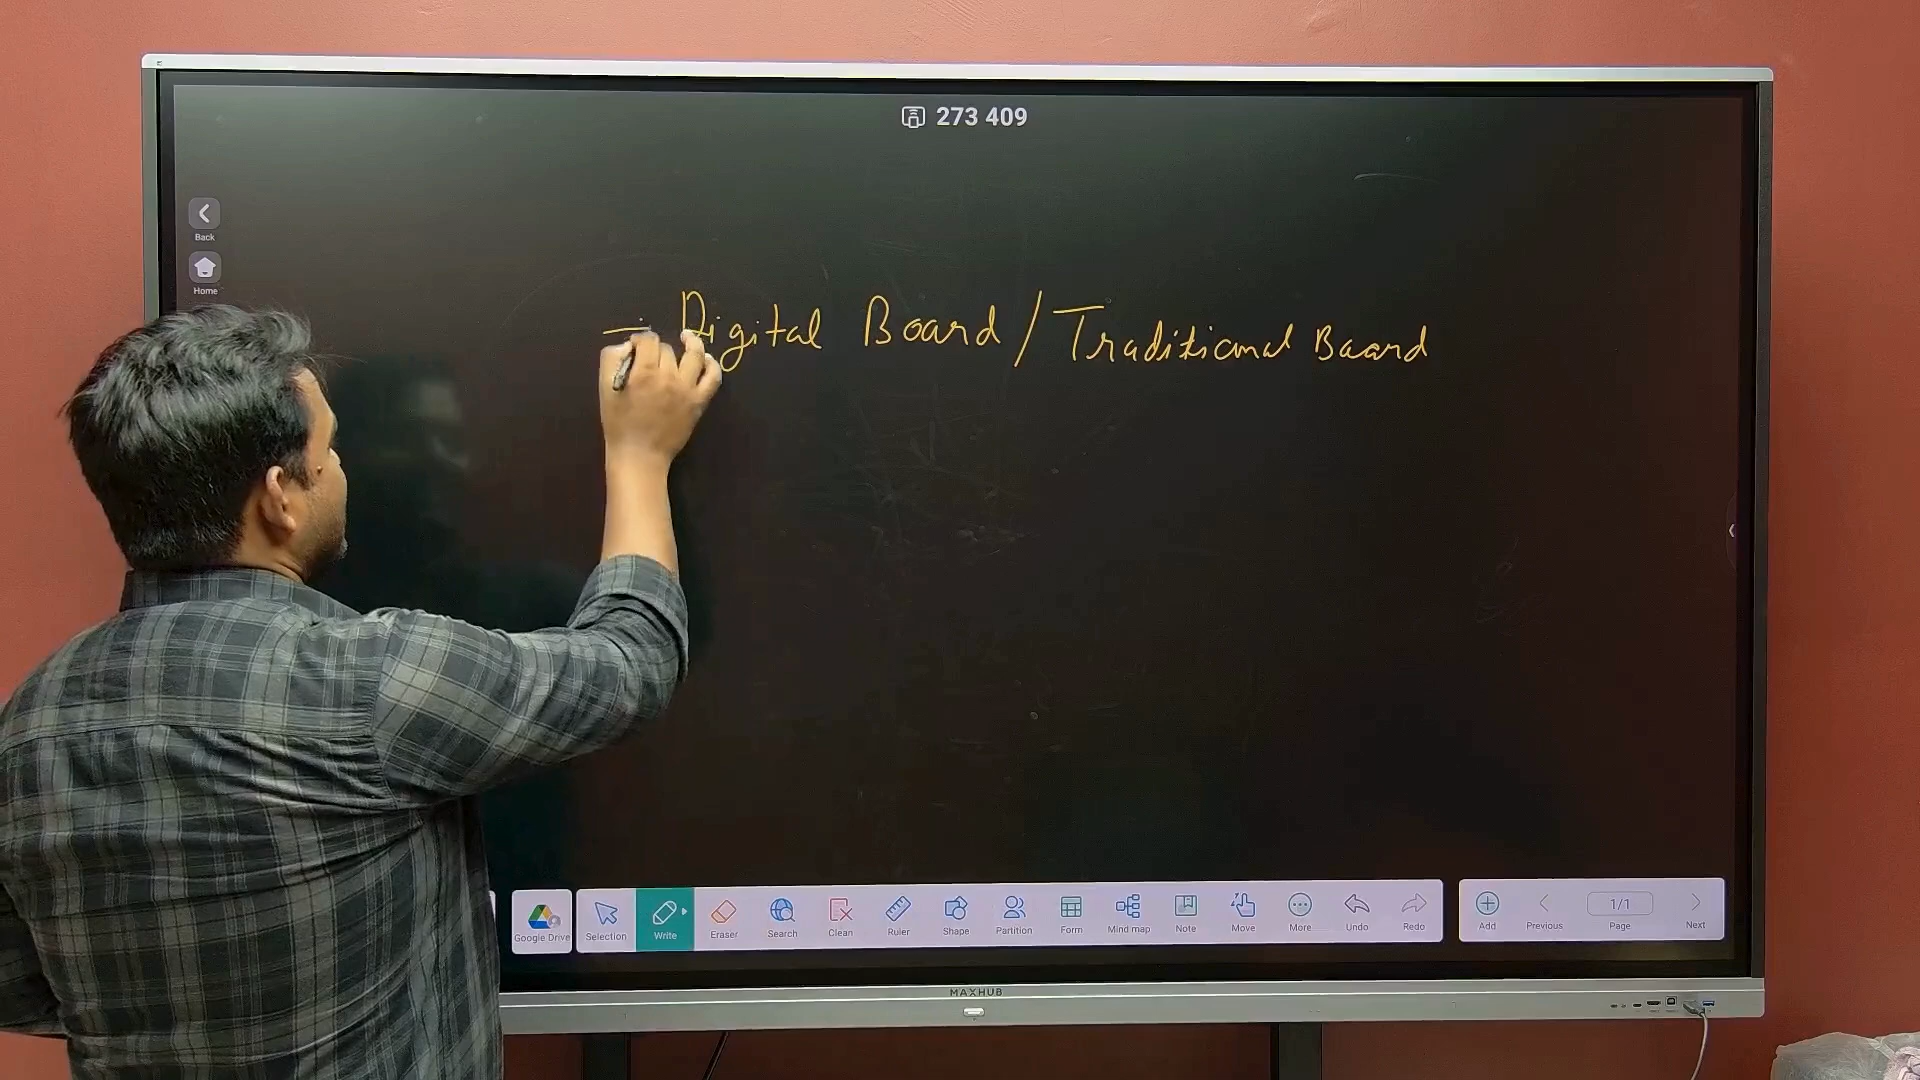 273 409
Back
Home
– Digital Board / Traditional Board
Google Drive Selection Write Eraser Search Clean Ruler Shape Partition Form Mind map Note Move More Undo Redo Add Previous 1/1 Page Next
MAXHUB